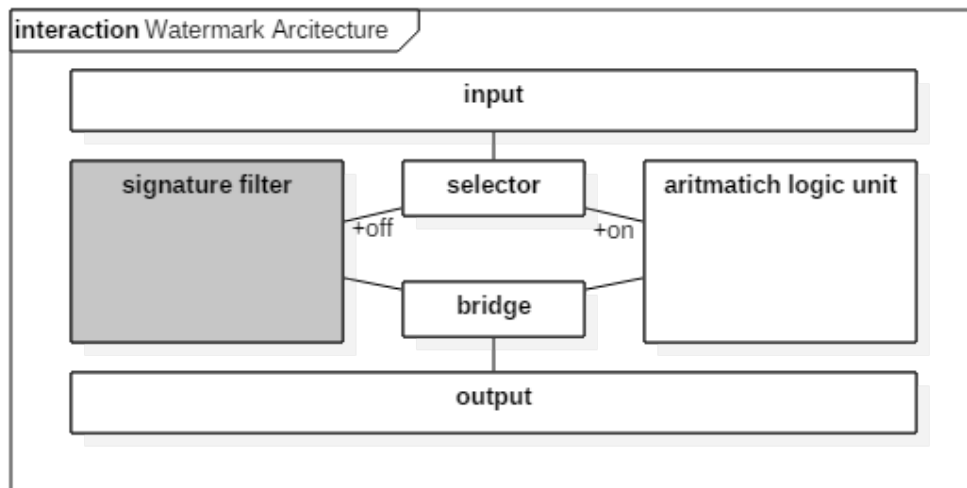 interaction Watermark Arcitecture
input
signature filter
selector
aritmatich logic unit
+off
+on
bridge
output